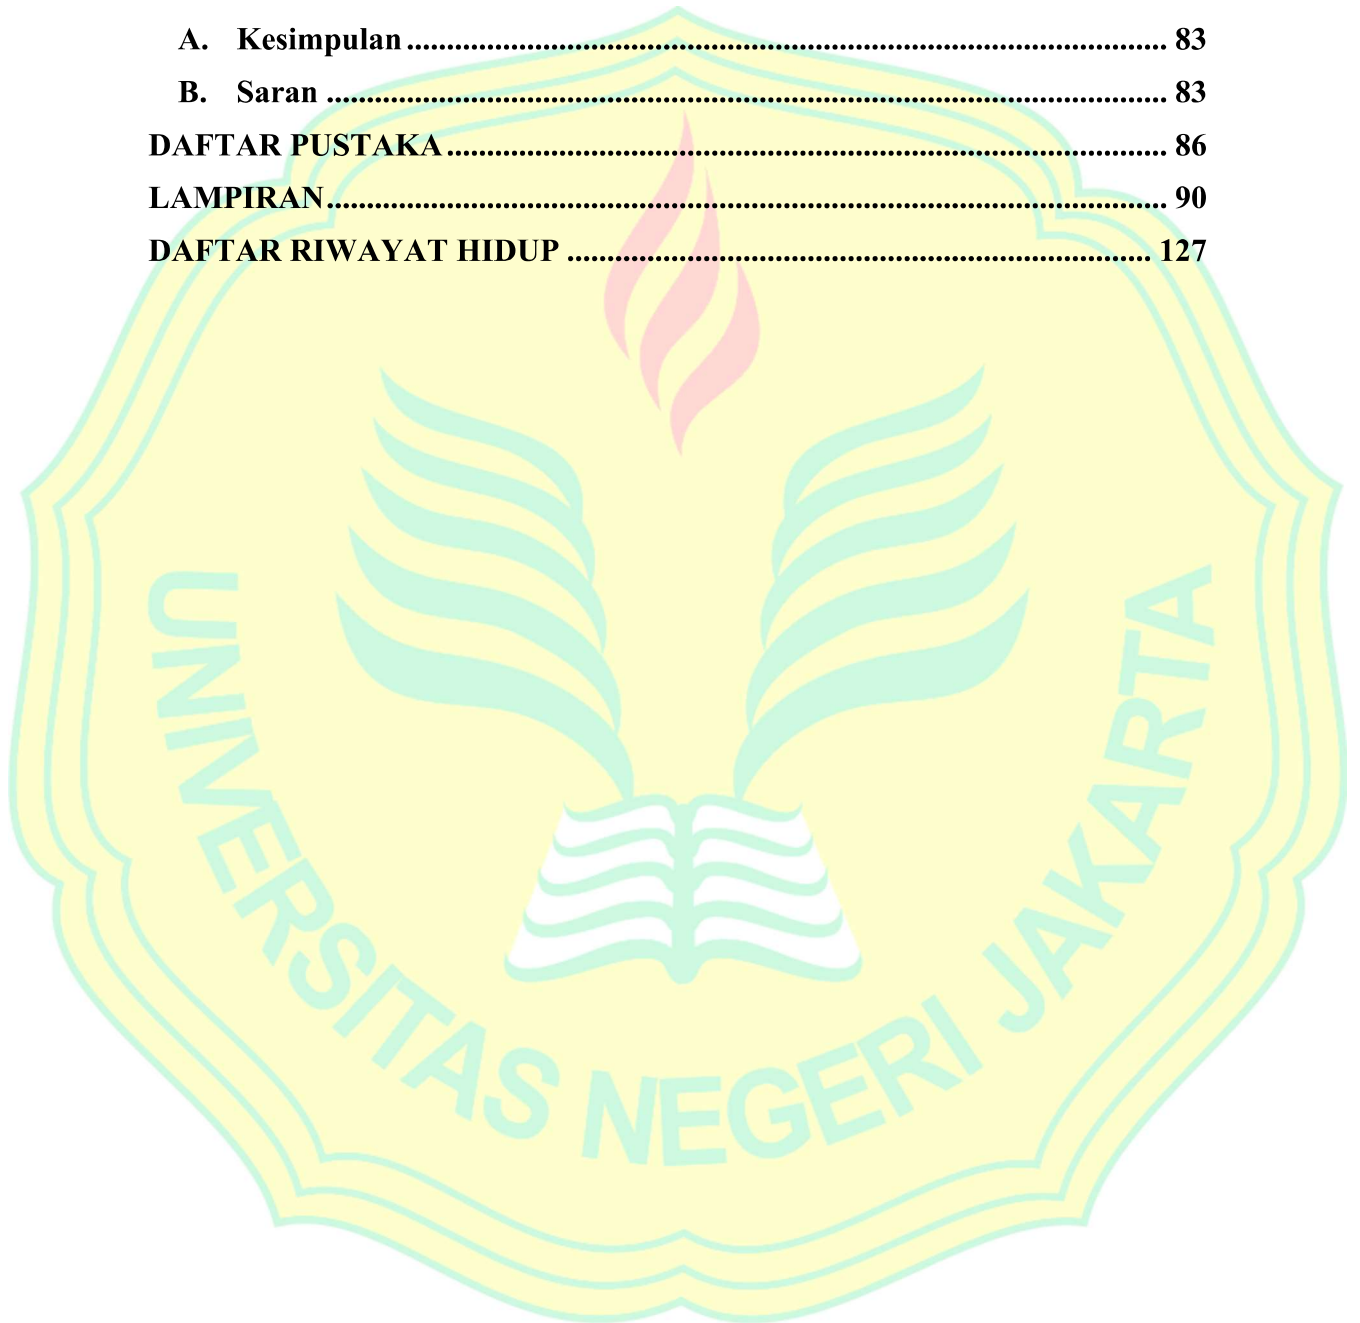 A. Kesimpulan ................................................................................................ 83
B. Saran .......................................................................................................... 83
DAFTAR PUSTAKA ........................................................................................... 86
LAMPIRAN .......................................................................................................... 90
DAFTAR RIWAYAT HIDUP .......................................................................... 127
UNIVERSITAS NEGERI JAKARTA